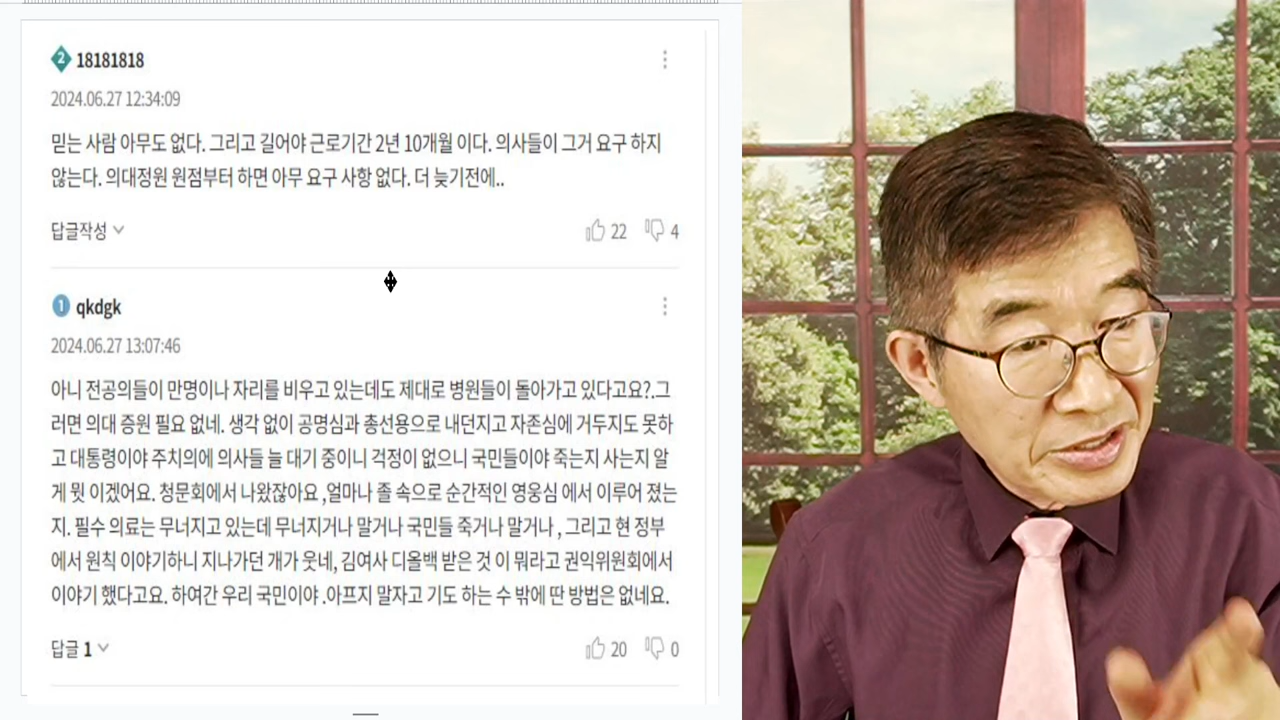 2 18181818
2024.06.27 12:34:09
믿는 사람 아무도 없다. 그리고 길어야 근로기간 2년 10개월 이다. 의사들이 그거 요구 하지
않는다. 의대정원 원점부터 하면 아무 요구 사항 없다. 더 늦기전에..
답글작성 22 4
1 qkdgk
2024.06.27 13:07:46
아니 전공의들이 만명이나 자리를 비우고 있는데도 제대로 병원들이 돌아가고 있다고요?.그
러면 의대 증원 필요 없네. 생각 없이 공명심과 총선용으로 내던지고 자존심에 거두지도 못하
고 대통령이야 주치의에 의사들 늘 대기 중이니 걱정이 없으니 국민들이야 죽는지 사는지 알
게 뭣 이겠어요. 청문회에서 나왔잖아요 ,얼마나 졸 속으로 순간적인 영웅심 에서 이루어 졌는
지. 필수 의료는 무너지고 있는데 무너지거나 말거나 국민들 죽거나 말거나 , 그리고 현 정부
에서 원칙 이야기하니 지나가던 개가 웃네, 김여사 디올백 받은 것 이 뭐라고 권익위원회에서
이야기 했다고요. 하여간 우리 국민이야 .아프지 말자고 기도 하는 수 밖에 딴 방법은 없네요.
답글 1 20 0